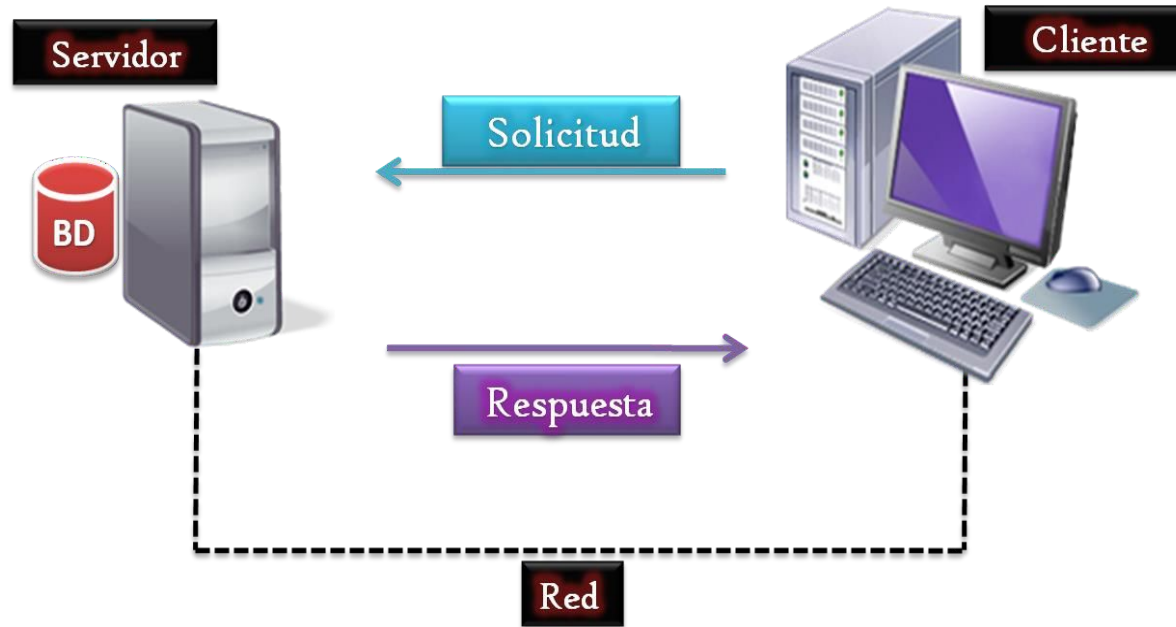 Servidor
Cliente
Solicitud
BD
Respuesta
Red